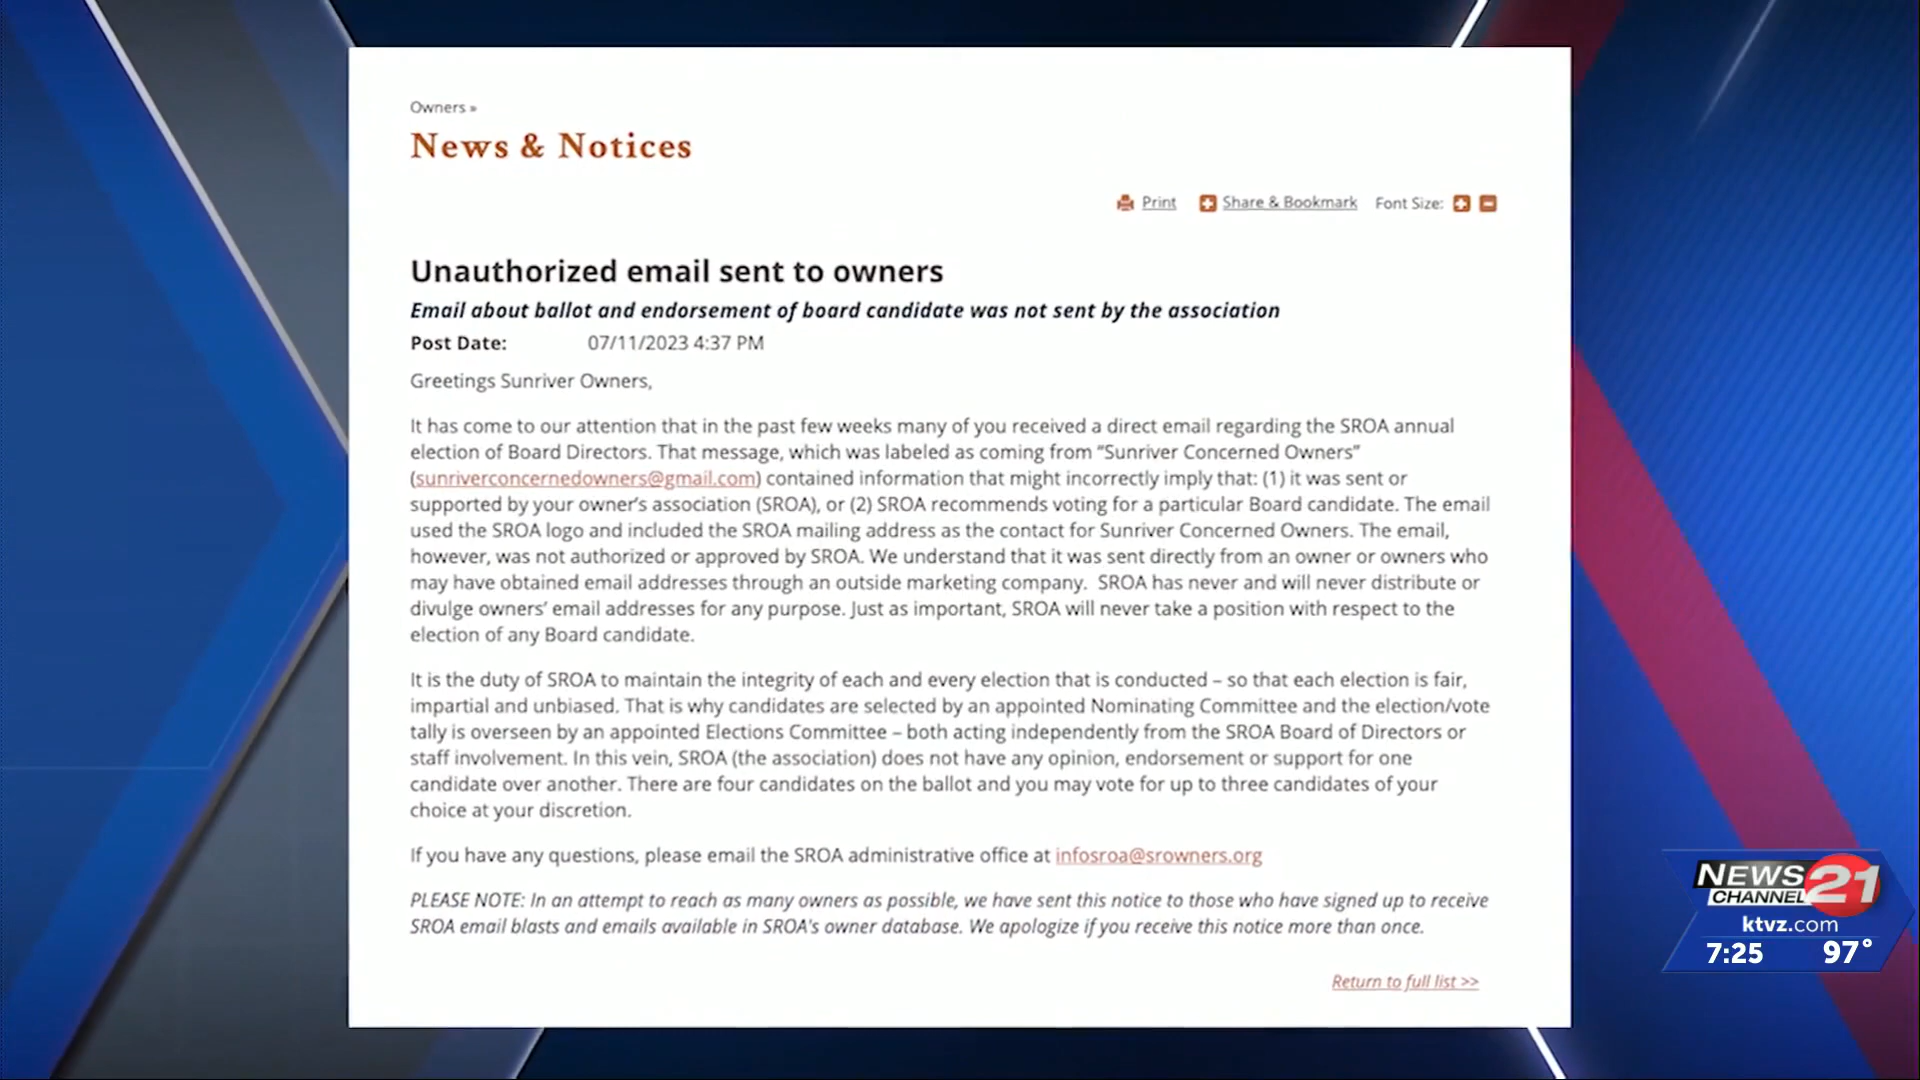 Owners »
News & Notices
Print Share & Bookmark Font Size:
Unauthorized email sent to owners
Email about ballot and endorsement of board candidate was not sent by the association
Post Date: 07/11/2023 4:37 PM
Greetings Sunriver Owners,
It has come to our attention that in the past few weeks many of you received a direct email regarding the SROA annual
election of Board Directors. That message, which was labeled as coming from “Sunriver Concerned Owners”
(sunriverconcernedowners@gmail.com) contained information that might incorrectly imply that: (1) it was sent or
supported by your owner’s association (SROA), or (2) SROA recommends voting for a particular Board candidate. The email
used the SROA logo and included the SROA mailing address as the contact for Sunriver Concerned Owners. The email,
however, was not authorized or approved by SROA. We understand that it was sent directly from an owner or owners who
may have obtained email addresses through an outside marketing company.  SROA has never and will never distribute or
divulge owners’ email addresses for any purpose. Just as important, SROA will never take a position with respect to the
election of any Board candidate.
It is the duty of SROA to maintain the integrity of each and every election that is conducted – so that each election is fair,
impartial and unbiased. That is why candidates are selected by an appointed Nominating Committee and the election/vote
tally is overseen by an appointed Elections Committee – both acting independently from the SROA Board of Directors or
staff involvement. In this vein, SROA (the association) does not have any opinion, endorsement or support for one
candidate over another. There are four candidates on the ballot and you may vote for up to three candidates of your
choice at your discretion.
If you have any questions, please email the SROA administrative office at infosroa@srowners.org
PLEASE NOTE: In an attempt to reach as many owners as possible, we have sent this notice to those who have signed up to receive
SROA email blasts and emails available in SROA's owner database. We apologize if you receive this notice more than once.
Return to full list >>
NEWS 21
CHANNEL
ktvz.com
7:25 97°